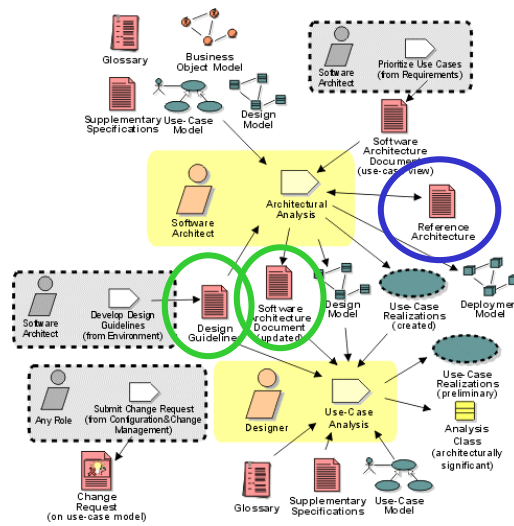 Glossary
Business
Object Model
Supplementary
Specifications
Use-Case
Model
Design
Model
Software
Architect
Prioritize Use Cases
(from Requirements)
Software
Architecture
Document
(use-case view)
Software
Architect
Architectural
Analysis
Reference
Architecture
Software
Architect
Develop Design
Guidelines
(from Environment)
Design
Guidelines
Software
Architecture
Document
(updated)
Design
Model
Use-Case
Realizations
(created)
Deployment
Model
Any Role
Submit Change Request
(from Configuration&Change
Management)
Change
Request
(on use-case model)
Designer
Use-Case
Analysis
Use-Case
Realizations
(preliminary)
Analysis
Class
(architecturally
significant)
Glossary
Supplementary
Specifications
Use-Case
Model